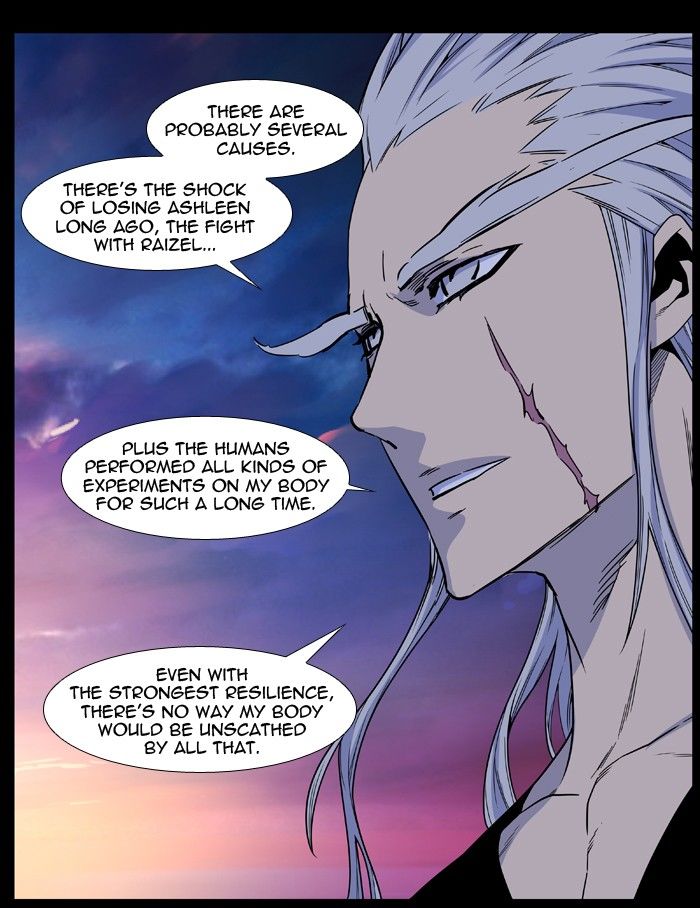 THERE ARE
PROBABLY SEVERAL
CAUSES.
THERE'S THE SHOCK
OF LOSING ASHLEEN
LONG AGO, THE FIGHT
WITH RAIZEL...
PLUS THE HUMANS
PERFORMED ALL KINDS OF
EXPERIMENTS ON MY BODY
FOR SUCH A LONG TIME.
EVEN WITH
THE STRONGEST RESILIENCE,
THERE'S NO WAY MY BODY
WOULD BE UNSCATHED
BY ALL THAT.